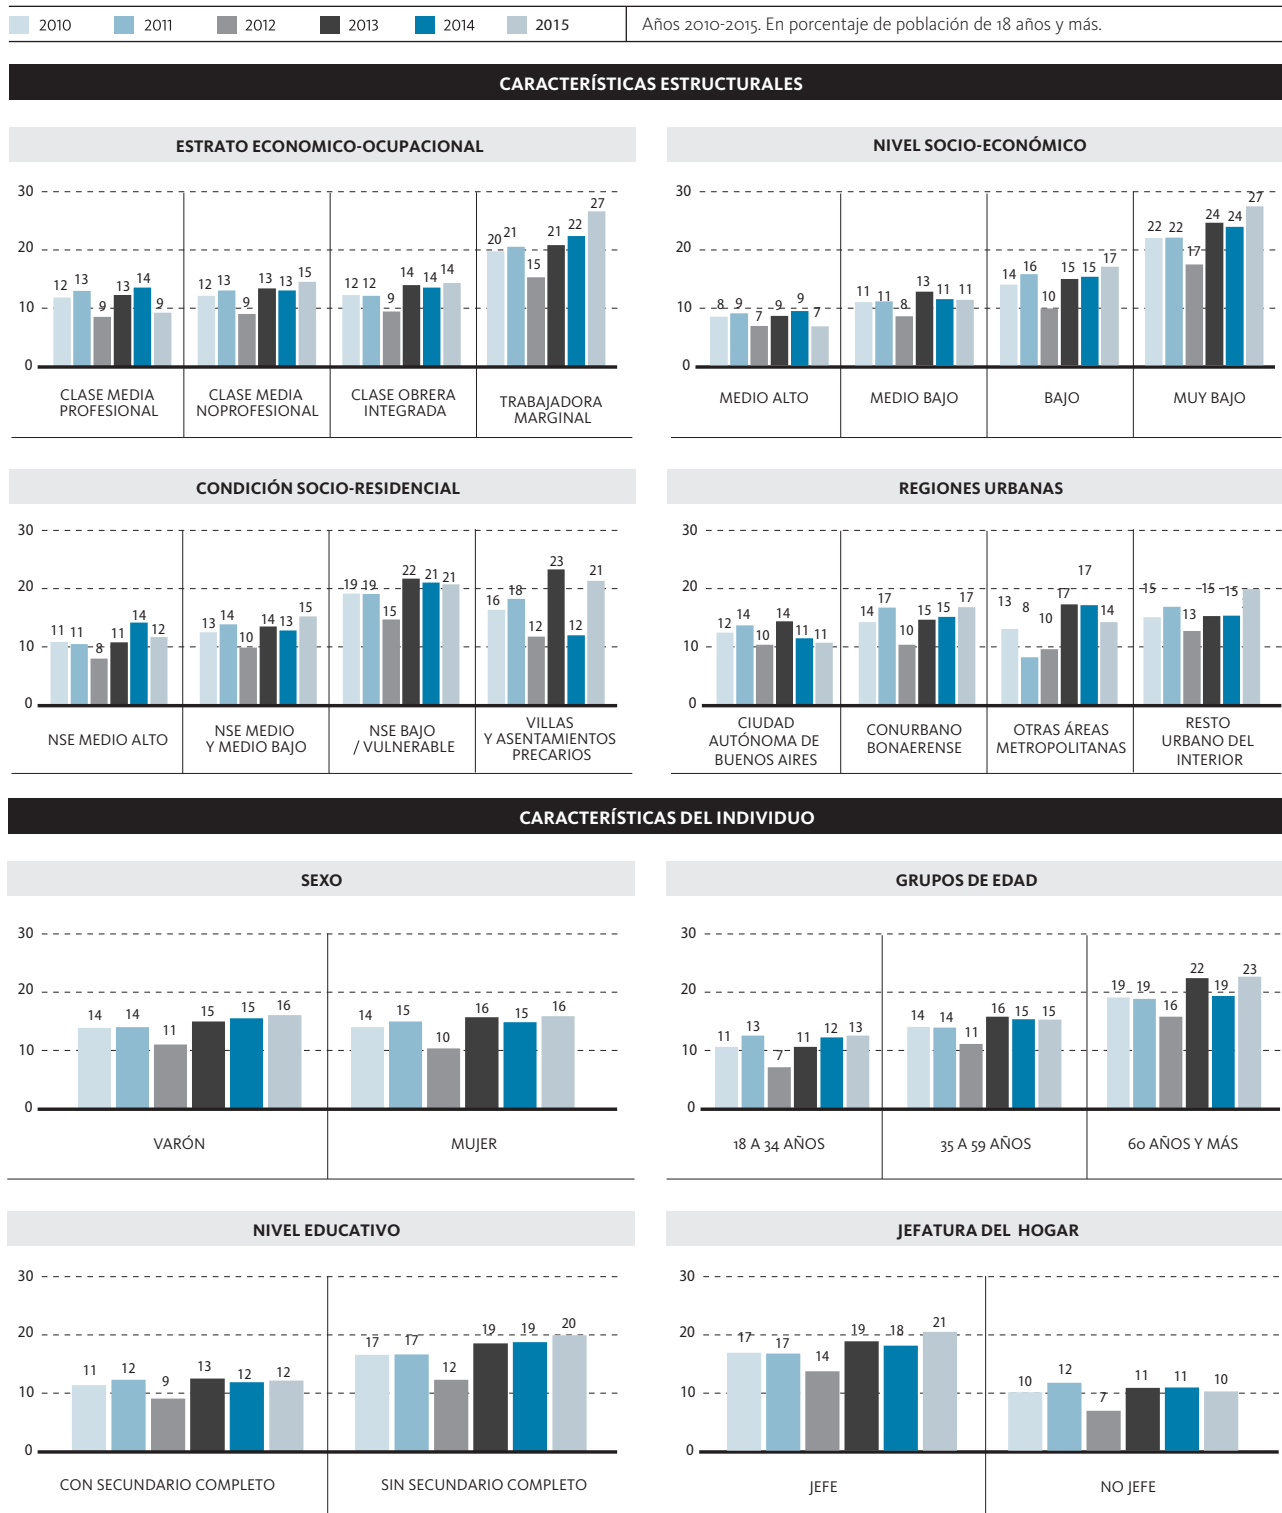 2010 2011 2012 2013 2014 2015 Años 2010-2015. En porcentaje de población de 18 años y más.
CARACTERÍSTICAS ESTRUCTURALES
ESTRATO ECONOMICO-OCUPACIONAL
30
20
10
0
12 13 9 13 14 9
12 13 9 13 13 15
12 12 9 14 14 14
20 21 15 21 22 27
CLASE MEDIA
PROFESIONAL
CLASE MEDIA
NOPROFESIONAL
CLASE OBRERA
INTEGRADA
TRABAJADORA
MARGINAL
NIVEL SOCIO-ECONÓMICO
30
20
10
0
8 9 7 9 9 7
11 11 8 13 11 11
14 16 10 15 15 17
22 22 17 24 24 27
MEDIO ALTO
MEDIO BAJO
BAJO
MUY BAJO
CONDICIÓN SOCIO-RESIDENCIAL
30
20
10
0
11 11 8 11 14 12
13 14 10 14 13 15
19 19 15 22 21 21
16 18 12 23 12 21
NSE MEDIO ALTO
NSE MEDIO
Y MEDIO BAJO
NSE BAJO
/ VULNERABLE
VILLAS
Y ASENTAMIENTOS
PRECARIOS
REGIONES URBANAS
30
20
10
0
12 14 10 14 11 11
14 17 10 15 15 17
13 8 10 17 17 14
15 13 15 15
CIUDAD
AUTÓNOMA DE
BUENOS AIRES
CONURBANO
BONAERENSE
OTRAS ÁREAS
METROPOLITANAS
RESTO
URBANO DEL
INTERIOR
CARACTERÍSTICAS DEL INDIVIDUO
SEXO
30
20
10
0
14 14 11 15 15 16
14 15 10 16 15 16
VARÓN
MUJER
GRUPOS DE EDAD
30
20
10
0
11 13 7 11 12 13
14 14 11 16 15 15
19 19 16 22 19 23
18 A 34 AÑOS
35 A 59 AÑOS
60 AÑOS Y MÁS
NIVEL EDUCATIVO
30
20
10
0
11 12 9 13 12 12
17 17 12 19 19 20
CON SECUNDARIO COMPLETO
SIN SECUNDARIO COMPLETO
JEFATURA DEL HOGAR
30
20
10
0
17 17 14 19 18 21
10 12 7 11 11 10
JEFE
NO JEFE